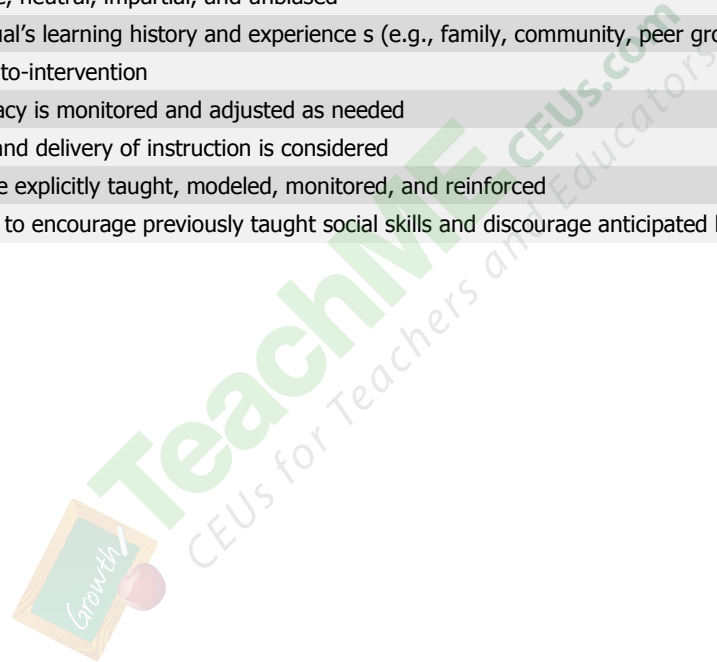 e, neutral, impartial, and unbiased
ual's learning history and experience s (e.g., family, community, peer gro
to-intervention
acy is monitored and adjusted as needed
and delivery of instruction is considered
e explicitly taught, modeled, monitored, and reinforced
to encourage previously taught social skills and discourage anticipated
TeachMECEUs.com
CEUs for Teachers and Educators
Growth